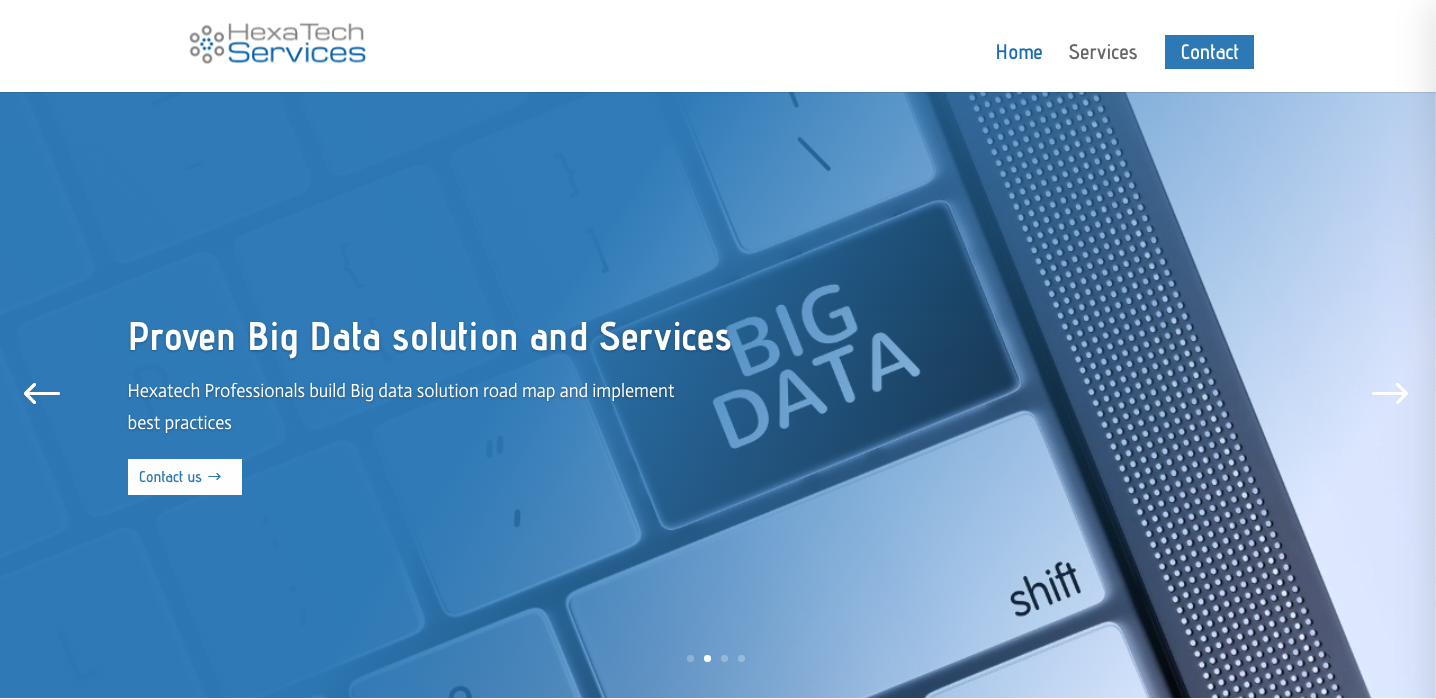 HexaTech
Services
Home
Services
Contact
\
}
]
{
[
BIG
DATA
Proven Big Data solution and Services
Hexatech Professionals build Big data solution road map and implement
best practices
"
'
Contact us →
shift